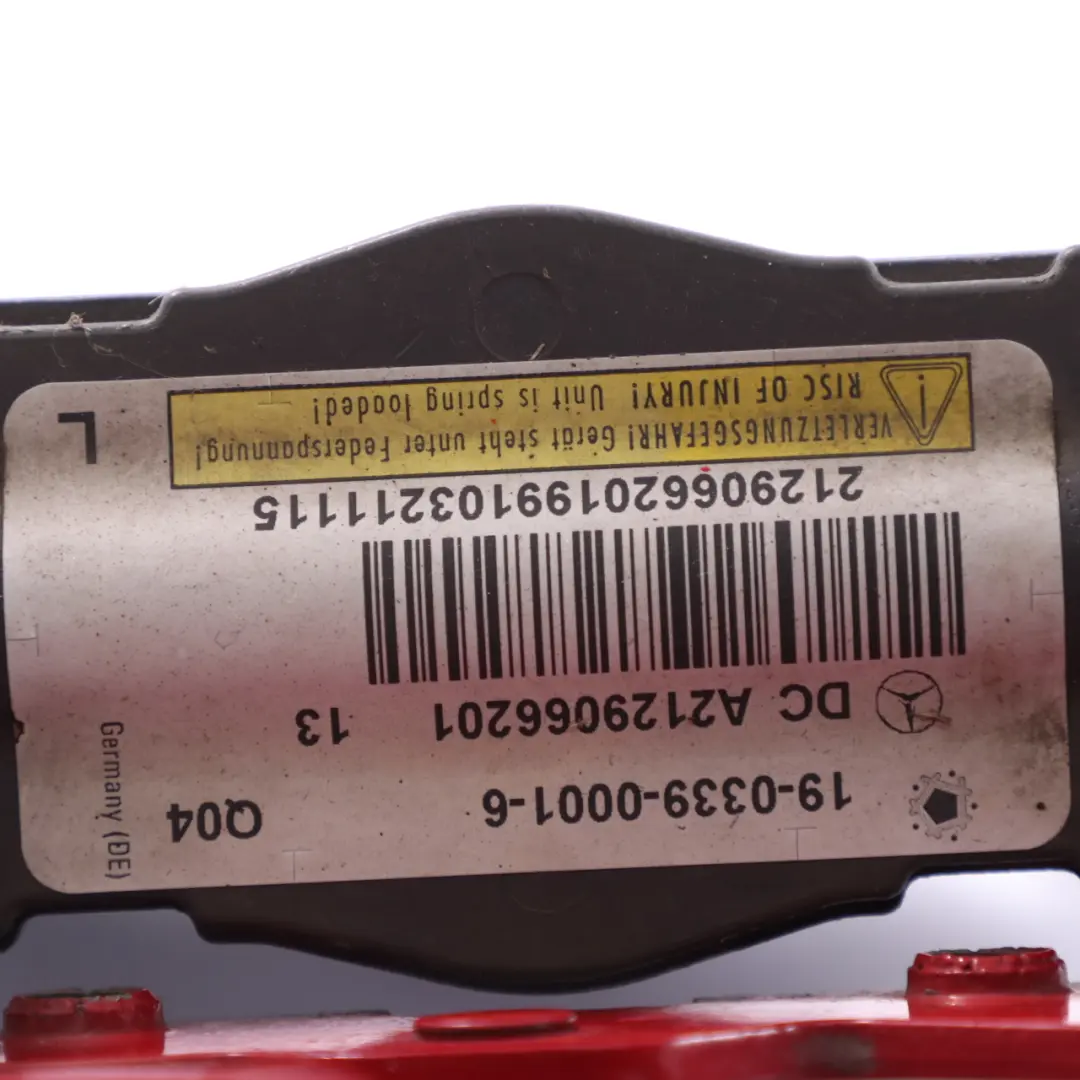 19-0339-0001-6 Q04
DC A2129066201 13
2129066201991032111115
VERLETZUNGSGEFAHR! Gerät steht unter Federspannung!
RISC OF INJURY! Unit is spring loaded!
L
Germany (DE)